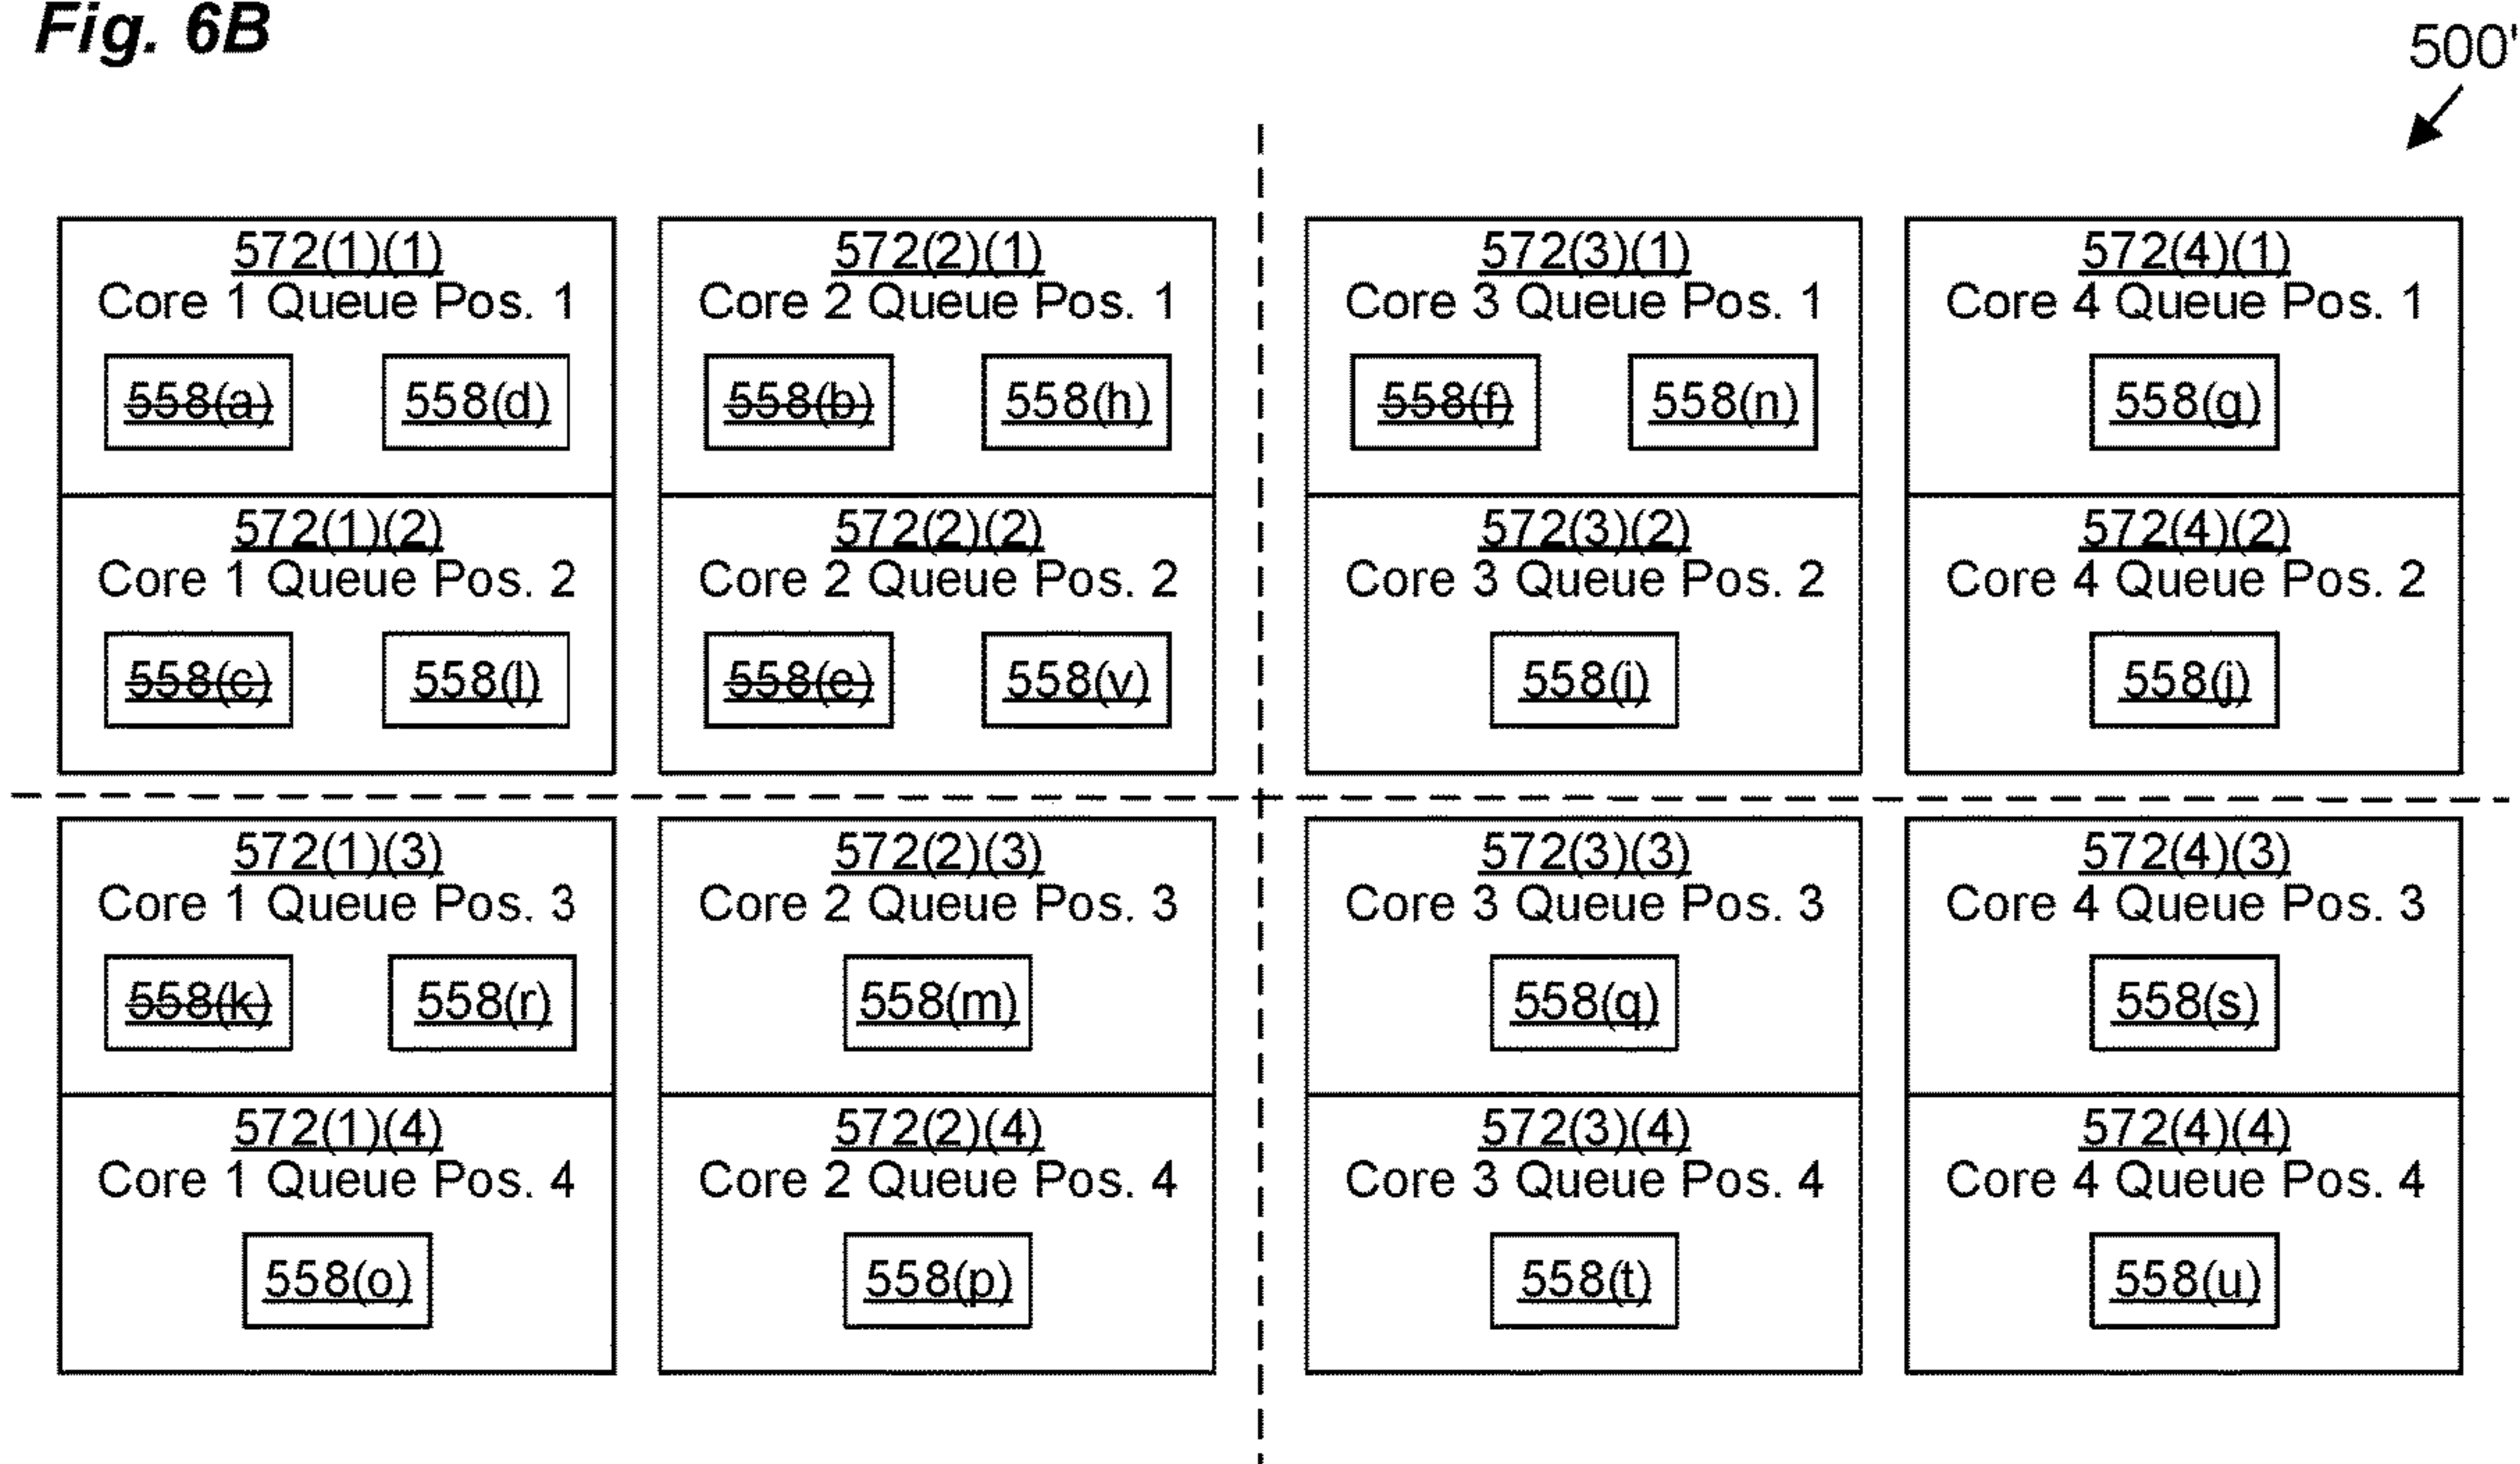 Fig. 6B
500'
572(1)(1)
Core 1 Queue Pos. 1
558(a) 558(d)
572(2)(1)
Core 2 Queue Pos. 1
558(b) 558(h)
572(3)(1)
Core 3 Queue Pos. 1
558(f) 558(n)
572(4)(1)
Core 4 Queue Pos. 1
558(g)
572(1)(2)
Core 1 Queue Pos. 2
558(c) 558(l)
572(2)(2)
Core 2 Queue Pos. 2
558(e) 558(v)
572(3)(2)
Core 3 Queue Pos. 2
558(i)
572(4)(2)
Core 4 Queue Pos. 2
558(j)
572(1)(3)
Core 1 Queue Pos. 3
558(k) 558(r)
572(2)(3)
Core 2 Queue Pos. 3
558(m)
572(3)(3)
Core 3 Queue Pos. 3
558(q)
572(4)(3)
Core 4 Queue Pos. 3
558(s)
572(1)(4)
Core 1 Queue Pos. 4
558(o)
572(2)(4)
Core 2 Queue Pos. 4
558(p)
572(3)(4)
Core 3 Queue Pos. 4
558(t)
572(4)(4)
Core 4 Queue Pos. 4
558(u)